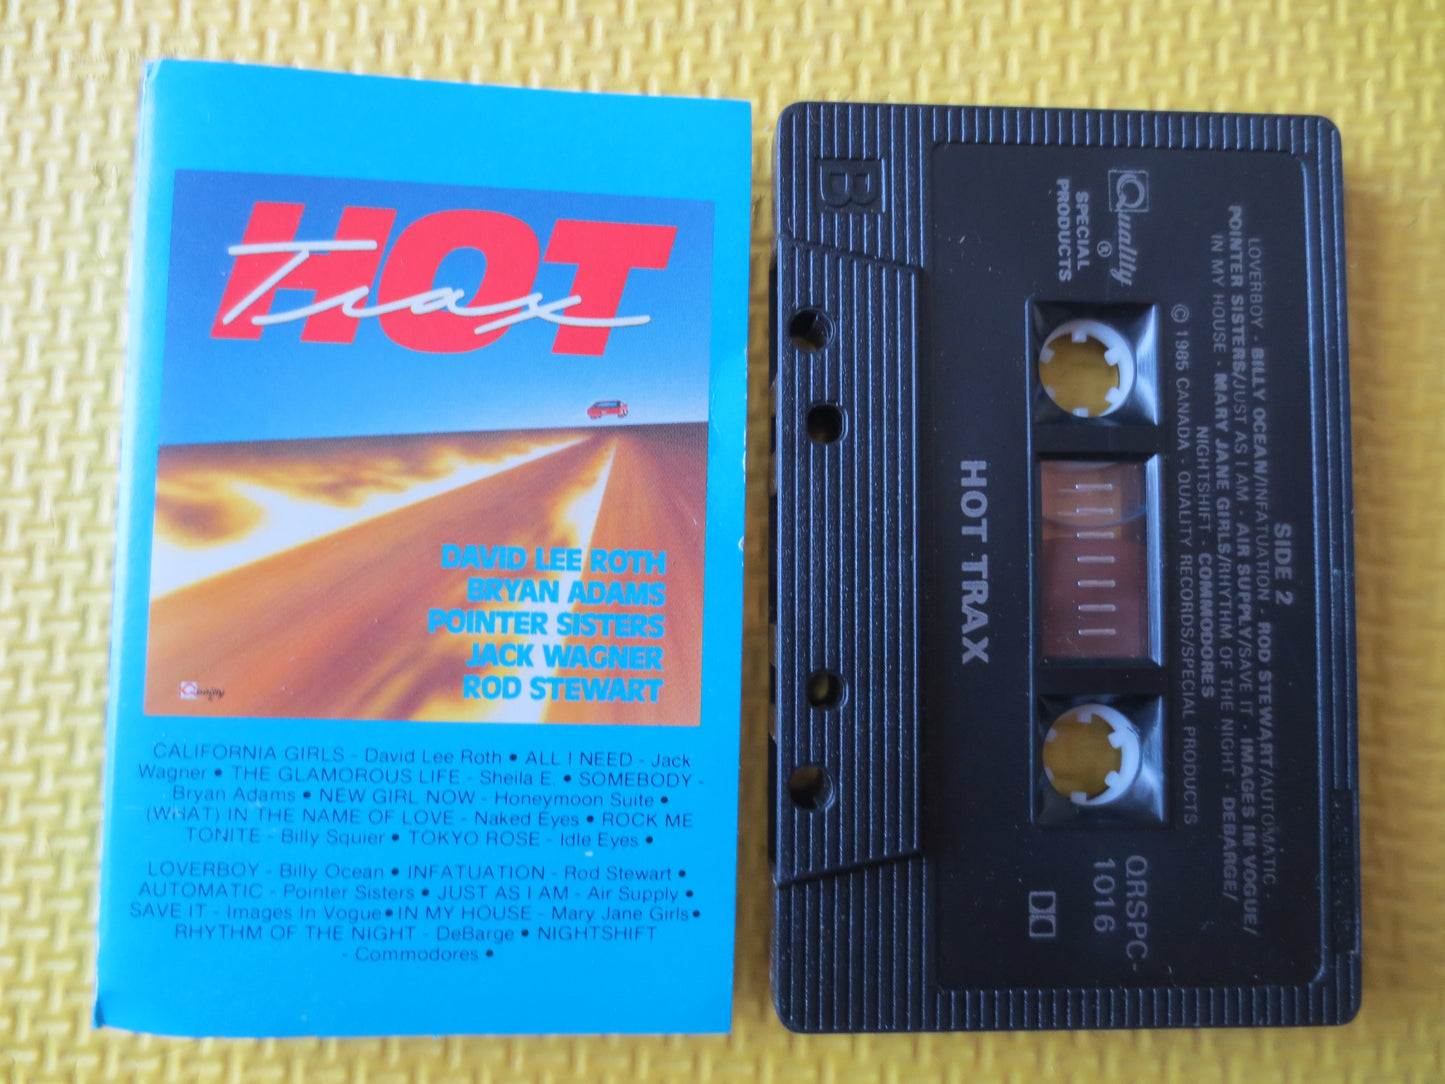 HOT
Trax
DAVID LEE ROTH
BRYAN ADAMS
POINTER SISTERS
JACK WAGNER
ROD STEWART
Quality
CALIFORNIA GIRLS - David Lee Roth • ALL I NEED - Jack
Wagner • THE GLAMOROUS LIFE - Sheila E. • SOMEBODY -
Bryan Adams • NEW GIRL NOW - Honeymoon Suite •
(WHAT) IN THE NAME OF LOVE - Naked Eyes • ROCK ME
TONITE - Billy Squier • TOKYO ROSE - Idle Eyes •
LOVERBOY - Billy Ocean • INFATUATION - Rod Stewart •
AUTOMATIC - Pointer Sisters • JUST AS I AM - Air Supply •
SAVE IT - Images In Vogue • IN MY HOUSE - Mary Jane Girls •
RHYTHM OF THE NIGHT - DeBarge • NIGHTSHIFT
- Commodores •
B
Quality
®
SPECIAL
PRODUCTS
SIDE 2
LOVERBOY - BILLY OCEAN/INFATUATION - ROD STEWART/AUTOMATIC
POINTER SISTERS/JUST AS I AM - AIR SUPPLY/SAVE IT - IMAGES IN VOGUE/
IN MY HOUSE - MARY JANE GIRLS/RHYTHM OF THE NIGHT - DEBARGE/
NIGHTSHIFT - COMMODORES
© 1985 CANADA - QUALITY RECORDS/SPECIAL PRODUCTS
HOT TRAX
QRSPC-
1016